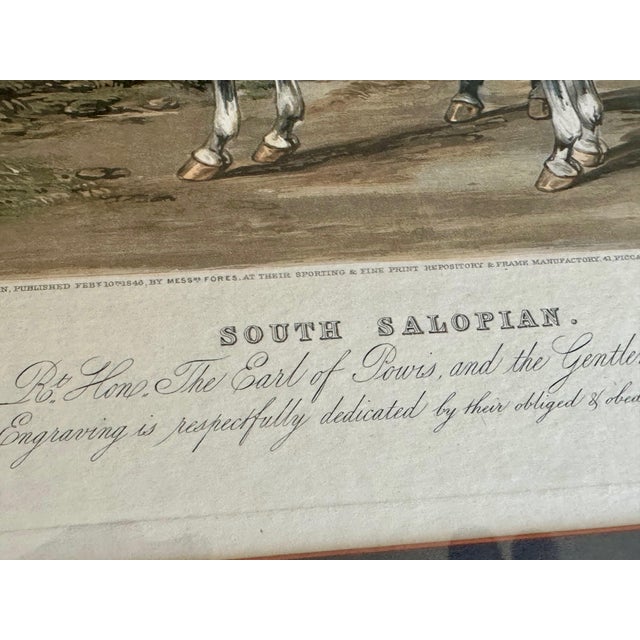 N, PUBLISHED FEBY 10TH 1846, BY MESSRS FORES, AT THEIR SPORTING & FINE PRINT REPOSITORY & FRAME MANUFACTORY, 41 PICCA
SOUTH SALOPIAN.
Rt. Hon. The Earl of Powis, and the Gentle
Engraving is respectfully dedicated by their obliged & obed